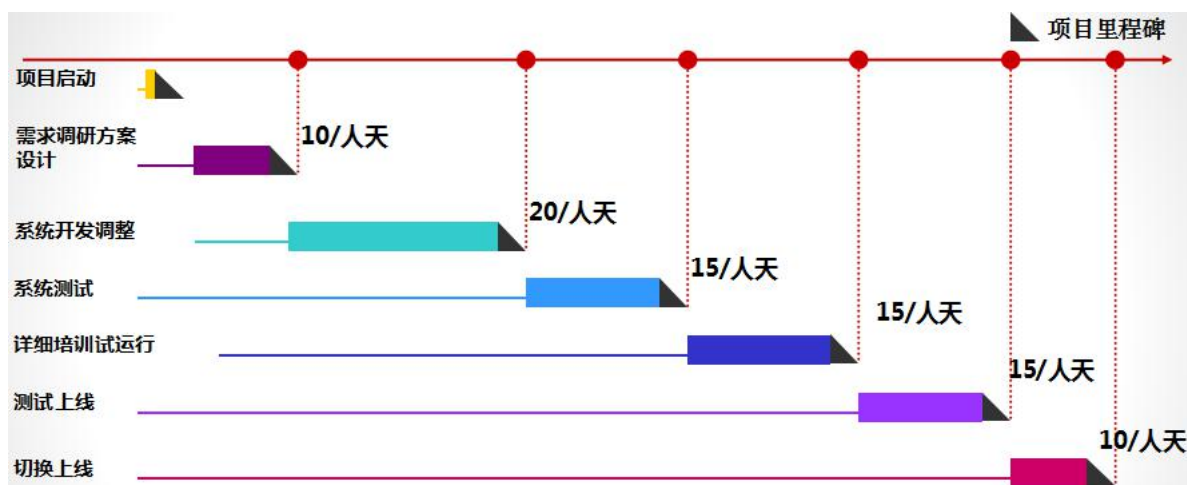 项目里程碑
项目启动
需求调研方案
设计
10/人天
系统开发调整
20/人天
系统测试
15/人天
详细培训试运行
15/人天
测试上线
15/人天
切换上线
10/人天